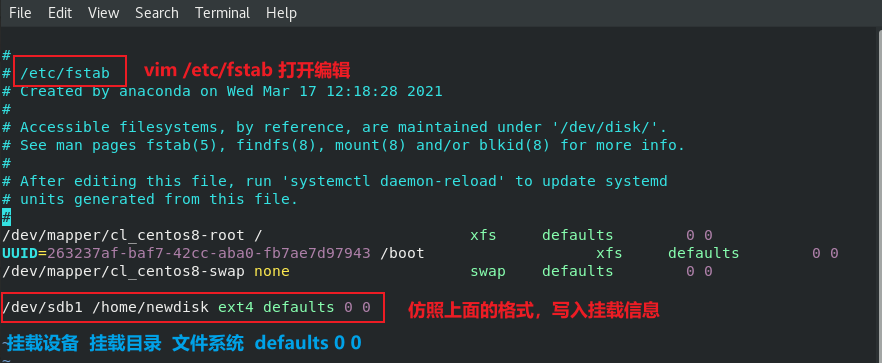 File Edit View Search Terminal Help
#
# /etc/fstab vim /etc/fstab 打开编辑
# Created by anaconda on Wed Mar 17 12:18:28 2021
#
# Accessible filesystems, by reference, are maintained under '/dev/disk/'.
# See man pages fstab(5), findfs(8), mount(8) and/or blkid(8) for more info.
#
# After editing this file, run 'systemctl daemon-reload' to update systemd
# units generated from this file.
#
/dev/mapper/cl_centos8-root / xfs defaults 0 0
UUID=263237af-baf7-42cc-aba0-fb7ae7d97943 /boot xfs defaults 0 0
/dev/mapper/cl_centos8-swap none swap defaults 0 0
/dev/sdb1 /home/newdisk ext4 defaults 0 0 仿照上面的格式，写入挂载信息
~挂载设备 挂载目录 文件系统 defaults 0 0
~